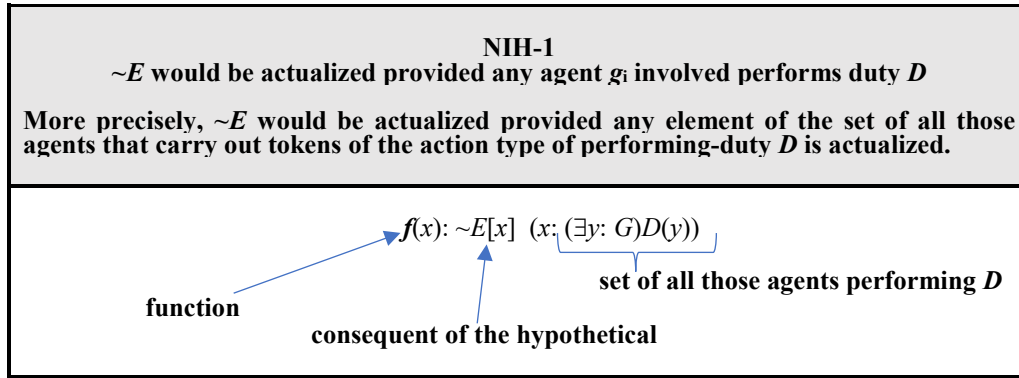 NIH-1
~E would be actualized provided any agent gᵢ involved performs duty D
More precisely, ~E would be actualized provided any element of the set of all those
agents that carry out tokens of the action type of performing-duty D is actualized.
f(x): ~E[x] (x: (∃y: G)D(y))
set of all those agents performing D
function
consequent of the hypothetical